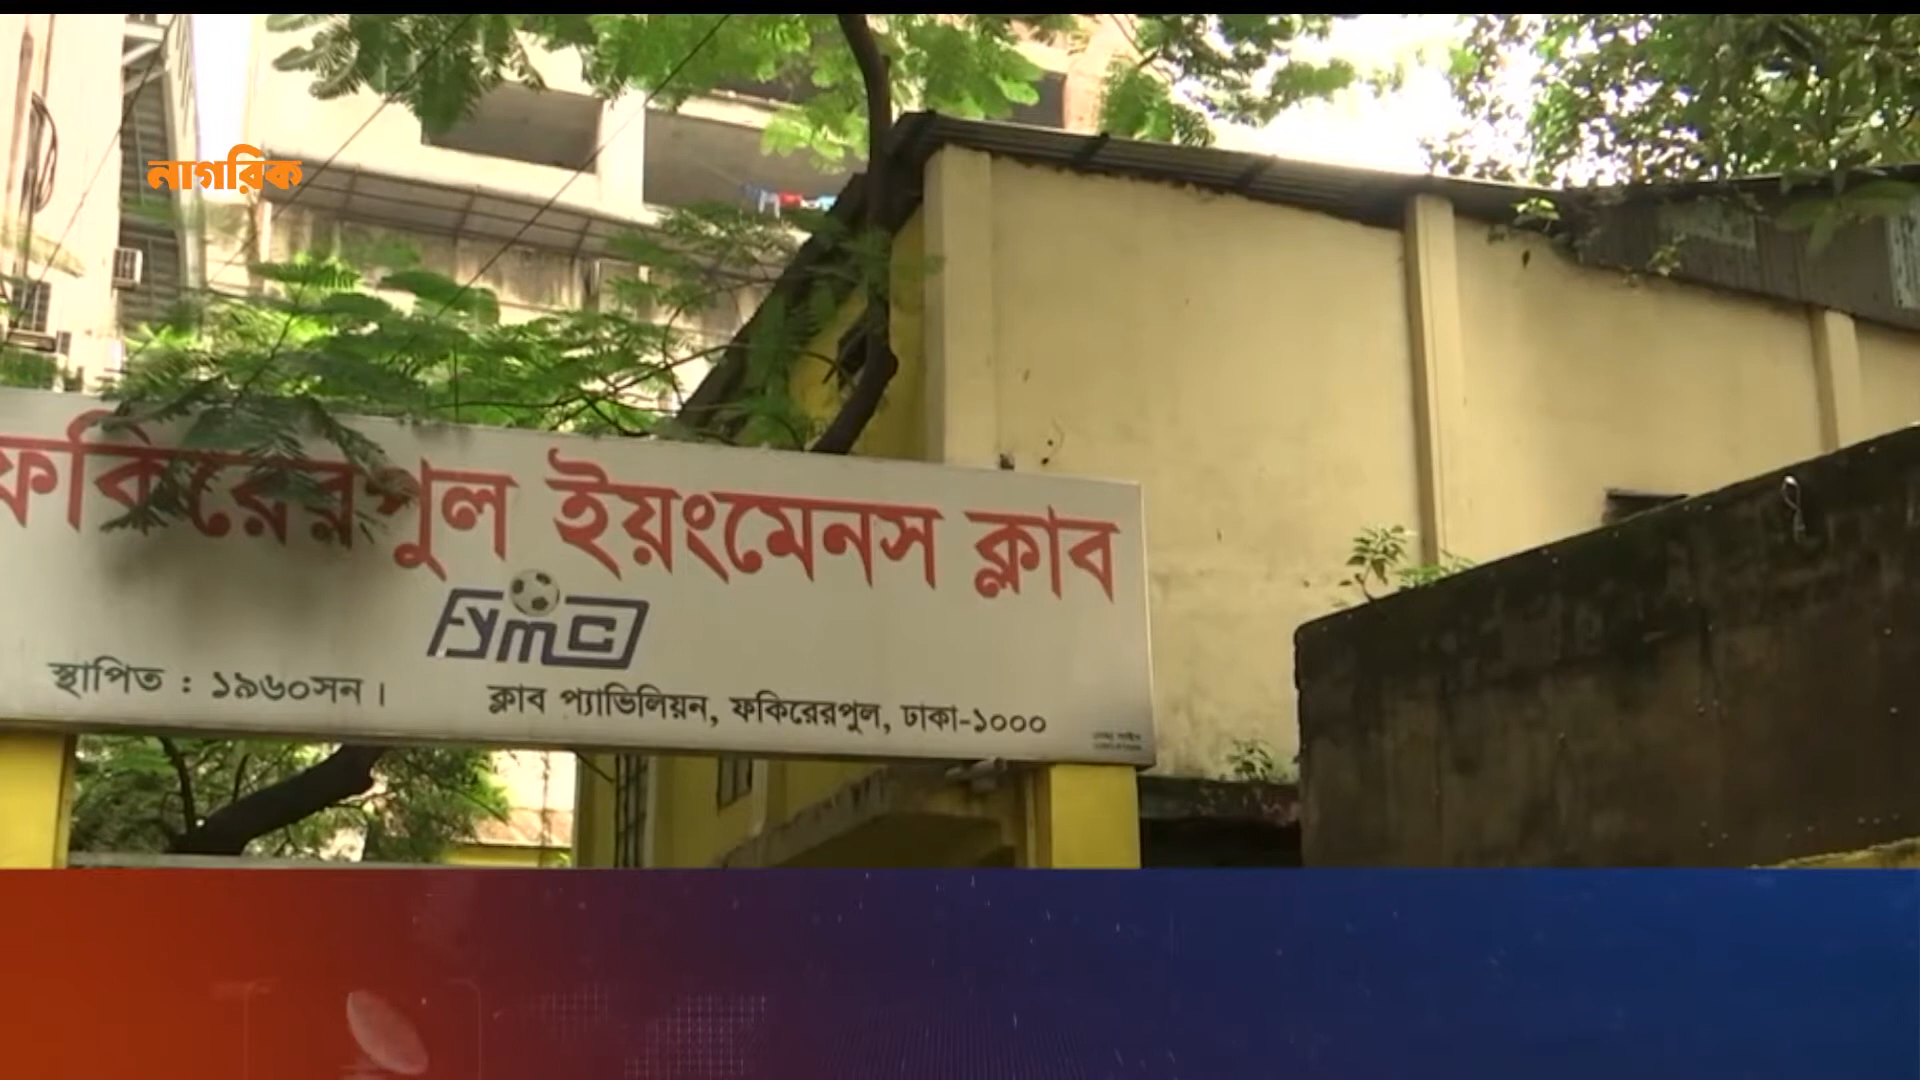 নাগরিক
ফকিরেরপুল ইয়ংমেনস ক্লাব
FYMC
স্থাপিত : ১৯৬০সন।
ক্লাব প্যাভিলিয়ন, ফকিরেরপুল, ঢাকা-১০০০